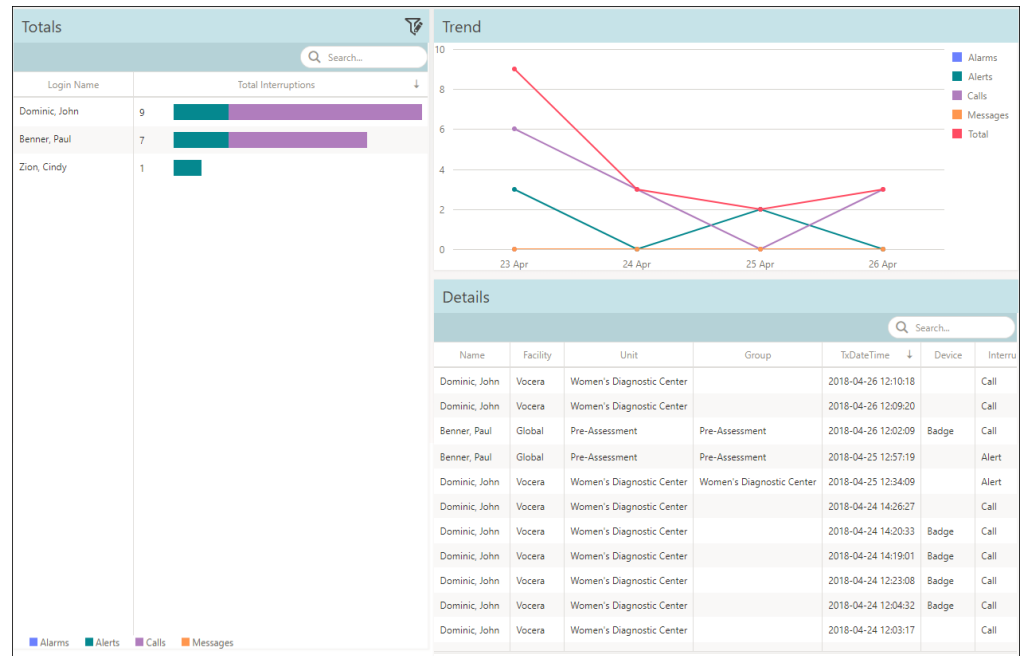 Totals
Search...
Login Name Total Interruptions ↓
Dominic, John 9
Benner, Paul 7
Zion, Cindy 1
Alarms Alerts Calls Messages
Trend
10
8
6
4
2
0
23 Apr 24 Apr 25 Apr 26 Apr
Alarms
Alerts
Calls
Messages
Total
Details
Search...
Name Facility Unit Group TxDateTime ↓ Device Interru
Dominic, John Vocera Women's Diagnostic Center 2018-04-26 12:10:18 Call
Dominic, John Vocera Women's Diagnostic Center 2018-04-26 12:09:20 Call
Benner, Paul Global Pre-Assessment Pre-Assessment 2018-04-26 12:02:09 Badge Call
Benner, Paul Global Pre-Assessment Pre-Assessment 2018-04-25 12:57:19 Alert
Dominic, John Vocera Women's Diagnostic Center Women's Diagnostic Center 2018-04-25 12:34:09 Alert
Dominic, John Vocera Women's Diagnostic Center 2018-04-24 14:26:27 Call
Dominic, John Vocera Women's Diagnostic Center 2018-04-24 14:20:33 Badge Call
Dominic, John Vocera Women's Diagnostic Center 2018-04-24 14:19:01 Badge Call
Dominic, John Vocera Women's Diagnostic Center 2018-04-24 12:23:08 Badge Call
Dominic, John Vocera Women's Diagnostic Center 2018-04-24 12:04:32 Badge Call
Dominic, John Vocera Women's Diagnostic Center 2018-04-24 12:03:17 Call